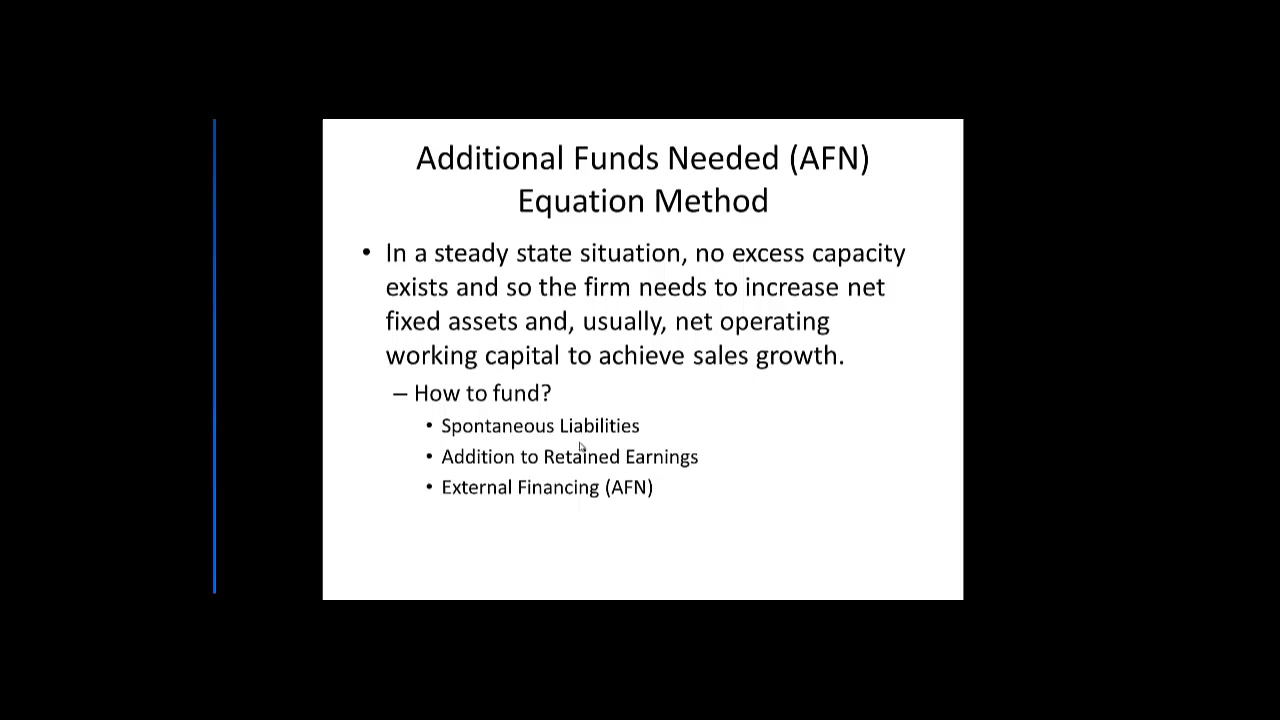 Additional Funds Needed (AFN)
Equation Method
• In a steady state situation, no excess capacity
exists and so the firm needs to increase net
fixed assets and, usually, net operating
working capital to achieve sales growth.
– How to fund?
• Spontaneous Liabilities
• Addition to Retained Earnings
• External Financing (AFN)